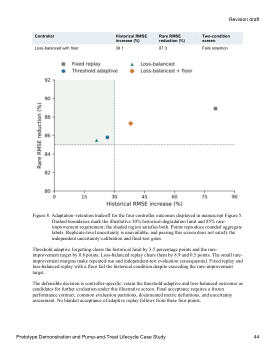 Revision draft
Controller Historical RMSE increase (%) Rare RMSE reduction (%) Two-condition screen
Loss-balanced with floor 38.1 87.3 Fails retention
Fixed replay Loss-balanced
Threshold adaptive Loss-balanced + floor
92
90
88
86
84
82
80
Rare RMSE reduction (%)
0 15 30 45 60 75 90
Historical RMSE increase (%)
Figure 8. Adaptation-retention tradeoff for the four controller outcomes displayed in manuscript Figure 5.
Dashed boundaries mark the illustrative 30% historical-degradation limit and 85% rare-
improvement requirement; the shaded region satisfies both. Points reproduce rounded aggregate
labels. Replicate-level uncertainty is unavailable, and passing this screen does not satisfy the
independent uncertainty-calibration and final-test gates.
Threshold adaptive forgetting clears the historical limit by 3.5 percentage points and the rare-
improvement target by 0.8 points. Loss-balanced replay clears them by 8.9 and 0.5 points. The small rare
improvement margins make repeated-run and independent-test evaluation consequential. Fixed replay and
loss-balanced replay with a floor fail the historical condition despite exceeding the rare-improvement
target.
The defensible decision is controller-specific: retain the threshold-adaptive and loss-balanced outcomes as
candidates for further evaluation under this illustrative screen. Final acceptance requires a frozen
performance contract, common evaluation partitions, documented metric definitions, and uncertainty
assessment. No blanket acceptance of adaptive replay follows from these four points.
Prototype Demonstration and Pump-and-Treat Lifecycle Case Study 44